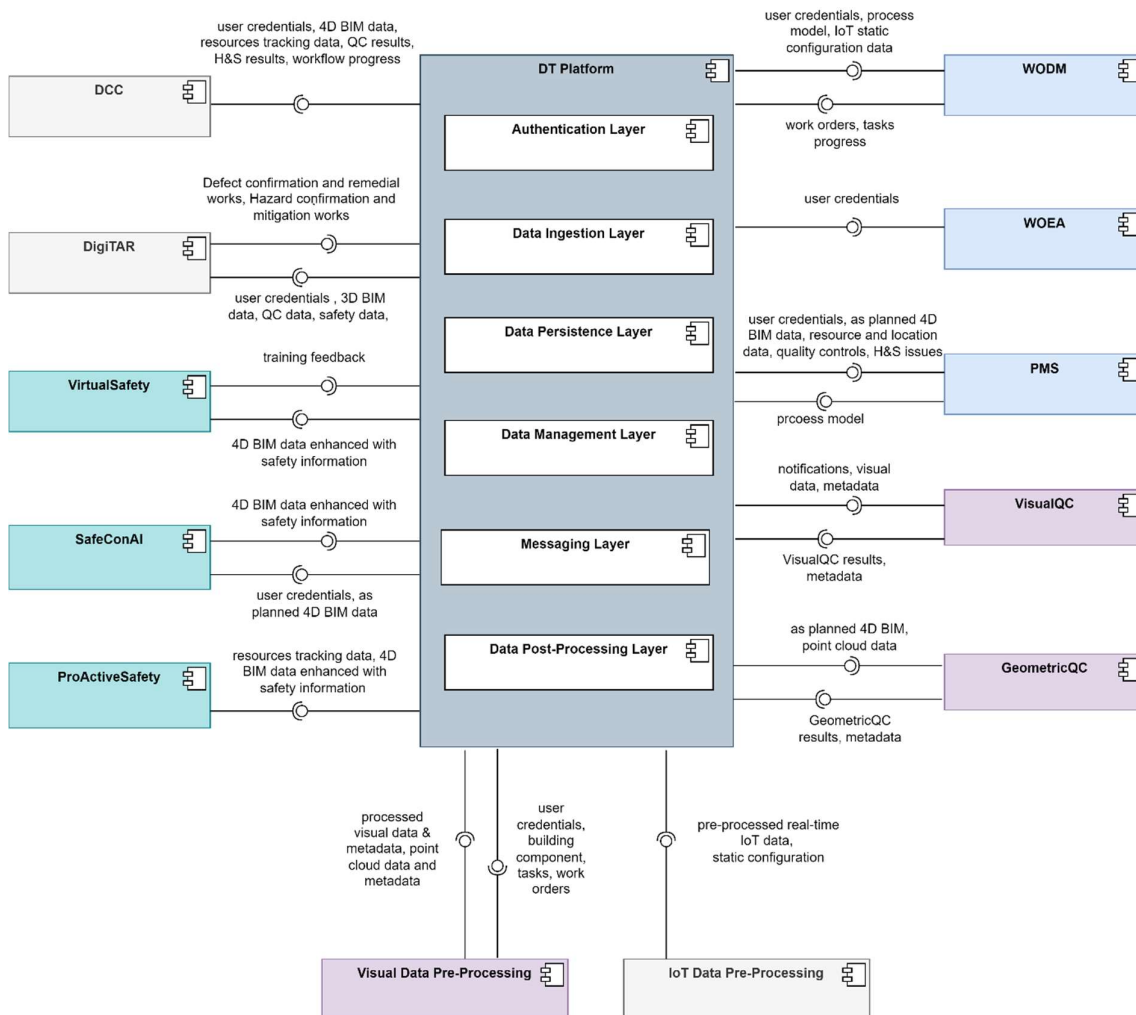 user credentials, 4D BIM data,
resources tracking data, QC results,
H&S results, workflow progress
DCC
Defect confirmation and remedial
works, Hazard confirmation and
mitigation works
DigiTAR
user credentials , 3D BIM
data, QC data, safety data,
training feedback
VirtualSafety
4D BIM data enhanced with
safety information
4D BIM data enhanced with
safety information
SafeConAI
user credentials, as
planned 4D BIM data
resources tracking data, 4D
BIM data enhanced with
safety information
ProActiveSafety
DT Platform
Authentication Layer
Data Ingestion Layer
Data Persistence Layer
Data Management Layer
Messaging Layer
Data Post-Processing Layer
user credentials, process
model, IoT static
configuration data
WODM
work orders, tasks
progress
user credentials
WOEA
user credentials, as planned 4D
BIM data, resource and location
data, quality controls, H&S issues
PMS
prcoess model
notifications, visual
data, metadata
VisualQC
VisualQC results,
metadata
as planned 4D BIM,
point cloud data
GeometricQC
GeometricQC
results, metadata
processed
visual data &
metadata, point
cloud data and
metadata
user
credentials,
building
component,
tasks, work
orders
pre-processed real-time
IoT data,
static configuration
Visual Data Pre-Processing
IoT Data Pre-Processing